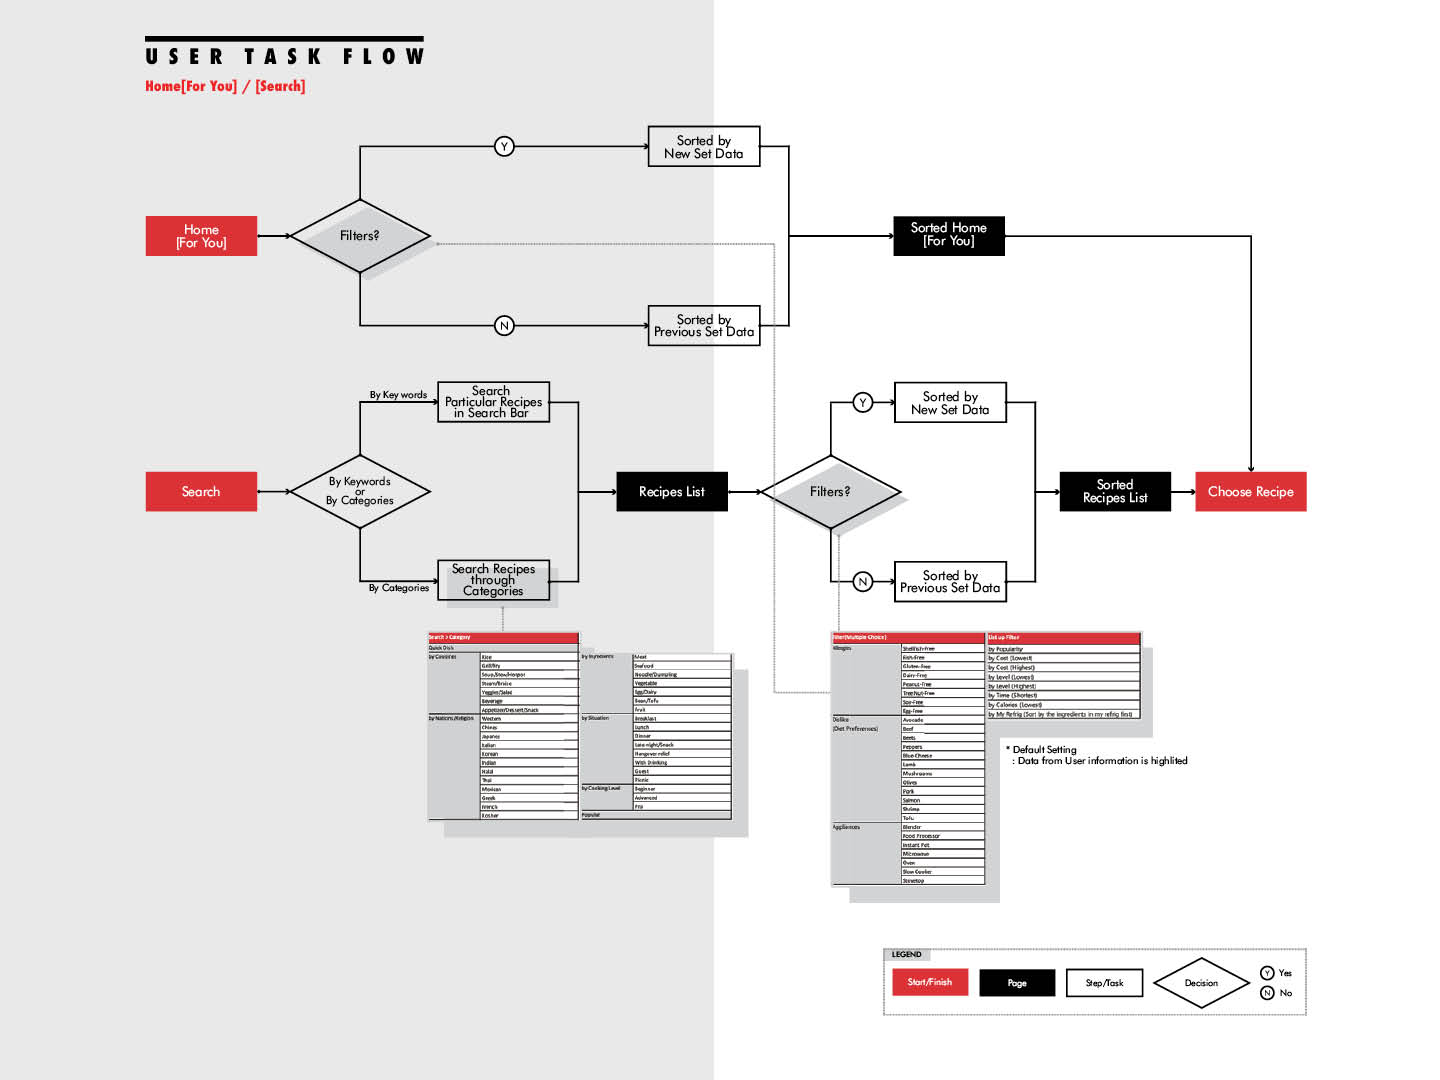 USER TASK FLOW
Home[For You] / [Search]
Y
Sorted by
New Set Data
Home
[For You]
Filters?
Sorted Home
[For You]
N
Sorted by
Previous Set Data
By Key words
Search
Particular Recipes
in Search Bar
Y
Sorted by
New Set Data
Search
By Keywords
or
By Categories
Recipes List
Filters?
Sorted
Recipes List
Choose Recipe
By Categories
Search Recipes
through
Categories
N
Sorted by
Previous Set Data
Search > Category
Quick Dish
by Cuisines
Rice
Grill/Fry
Soup/Stew/Hotpot
Steam/Braise
Veggies/Salad
Beverage
Appetizer/Dessert/Snack
by Nations/Religion
Western
Chinese
Japanese
Italian
Korean
Indian
Halal
Thai
Mexican
Greek
French
Kosher
by Ingredients
Meat
Seafood
Noodle/Dumpling
Vegetable
Egg/Dairy
Bean/Tofu
Fruit
by Situation
Breakfast
Lunch
Dinner
Late night/Snack
Hangover relief
With Drinking
Guest
Picnic
by Cooking Level
Beginner
Advanced
Pro
Popular
Filter(Multiple Choice)
Allergies
Shellfish-Free
Fish-Free
Gluten-Free
Dairy-Free
Peanut-Free
Tree Nut-Free
Soy-Free
Egg-Free
Dislike
(Diet Preferences)
Avocado
Beef
Beets
Peppers
Blue Cheese
Lamb
Mushrooms
Olives
Pork
Salmon
Shrimp
Tofu
Appliances
Blender
Food Processor
Instant Pot
Microwave
Oven
Slow Cooker
Stovetop
List up Filter
by Popularity
by Cost (Lowest)
by Cost (Highest)
by Level (Lowest)
by Level (Highest)
by Time (Shortest)
by Calories (Lowest)
by My Refrig (Sort by the ingredients in my refrig first)
* Default Setting
: Data from User information is highlited
LEGEND
Start/Finish
Page
Step/Task
Decision
Y Yes
N No